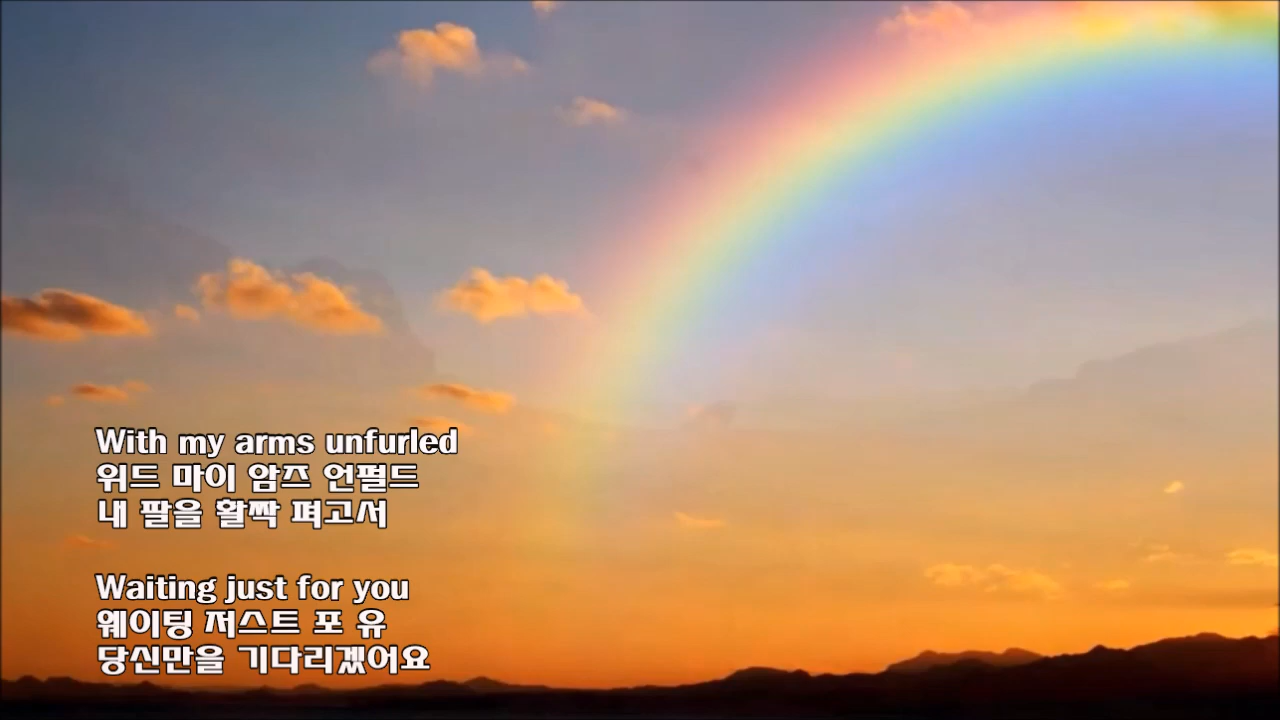 With my arms unfurled
위드 마이 암즈 언펄드
내 팔을 활짝 펴고서
Waiting just for you
웨이팅 저스트 포 유
당신만을 기다리겠어요